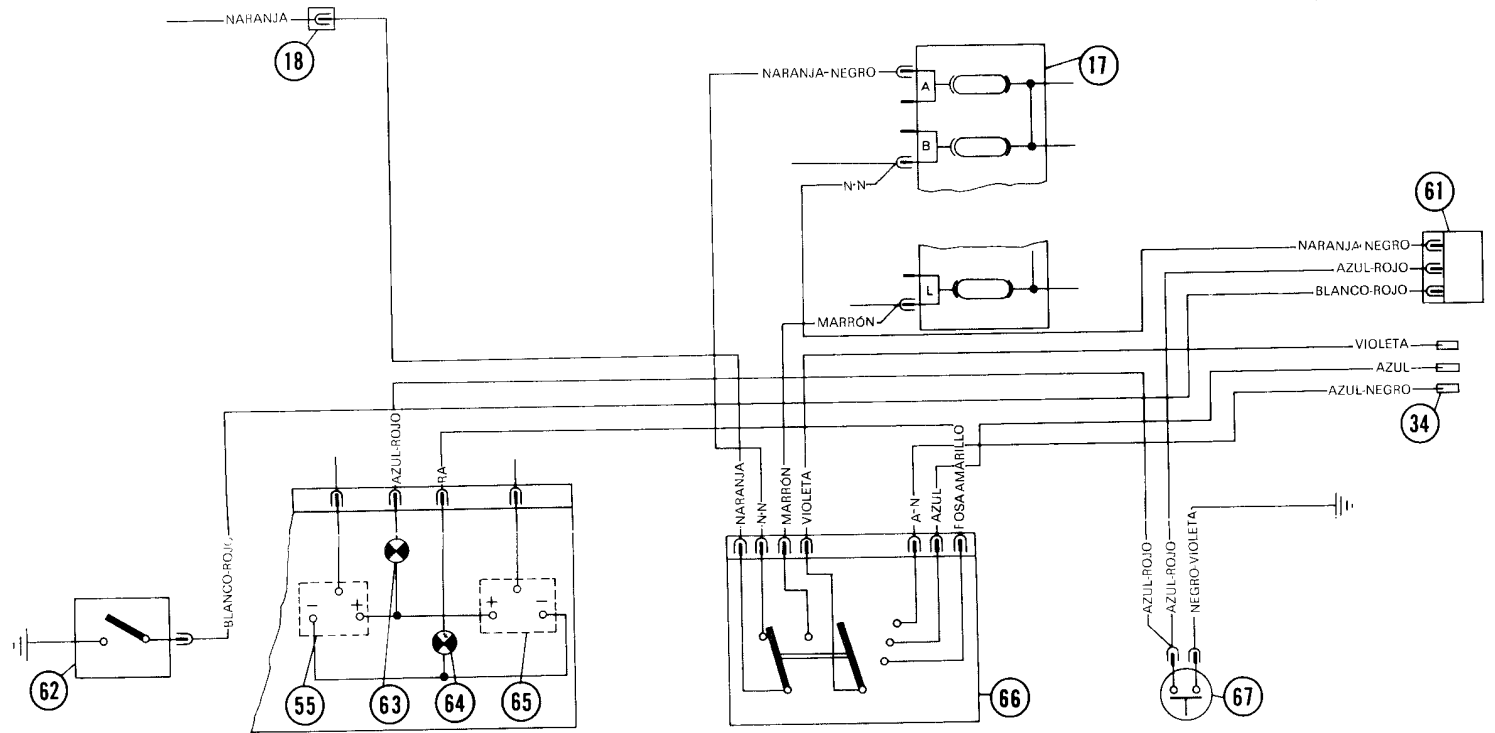 NARANJA
18
NARANJA-NEGRO
17
A
B
N-N
61
NARANJA NEGRO
AZUL-ROJO
BLANCO-ROJO
L
MARRÓN
VIOLETA
AZUL
AZUL-NEGRO
34
AZUL-ROJO
RA
NARANJA
N-N
MARRÓN
VIOLETA
A-N
AZUL
ROSA AMARILLO
BLANCO-ROJO
AZUL-ROJO
AZUL-ROJO
NEGRO-VIOLETA
62
55
63
64
65
66
67
- +
+ -